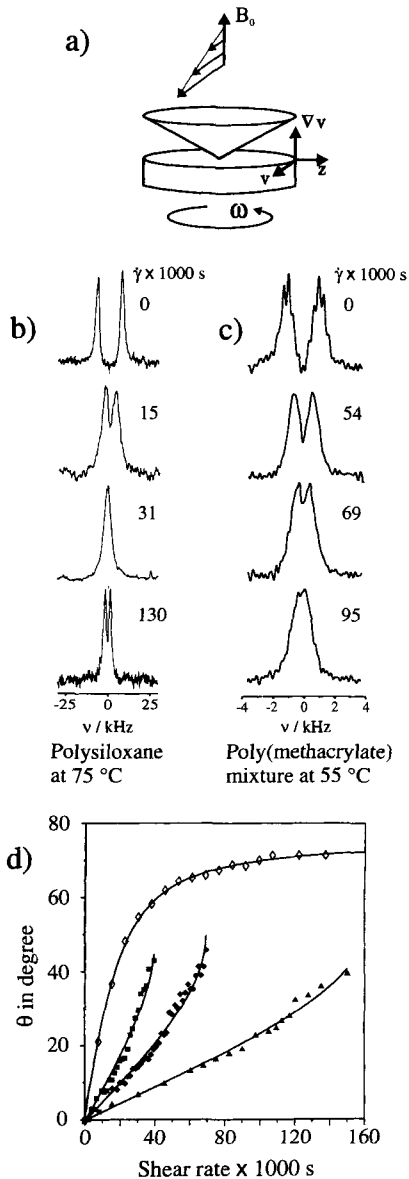 a)
B₀
∇v
v
z
ω
b)
γ̇ x 1000 s
0
15
31
130
-25 0 25
ν / kHz
Polysiloxane
at 75 °C
c)
γ̇ x 1000 s
0
54
69
95
-4 0 4
ν / kHz
Poly(methacrylate)
mixture at 55 °C
d)
θ in degree
80
60
40
20
0
0 40 80 120 160
Shear rate x 1000 s